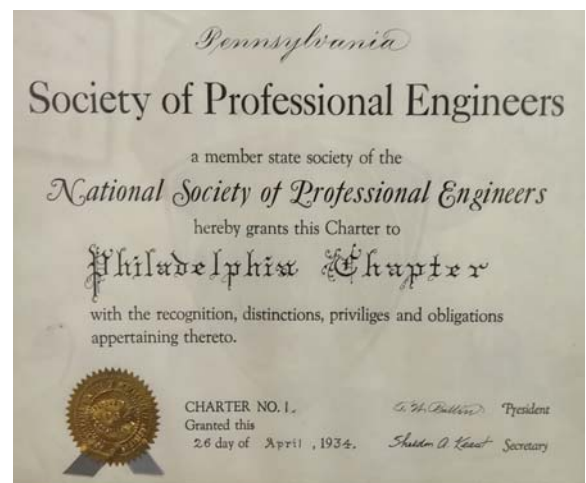 Pennsylvania
Society of Professional Engineers
a member state society of the
National Society of Professional Engineers
hereby grants this Charter to
Philadelphia Chapter
with the recognition, distinctions, priviliges and obligations
appertaining thereto.
CHARTER NO. 1.
Granted this
26 day of April , 1934.
President
Sheldon A. Secretary